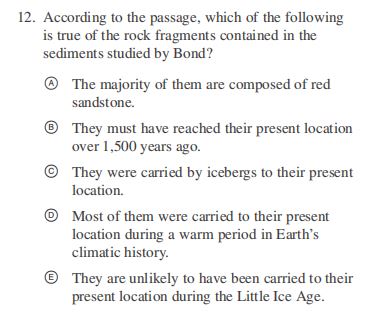 12. According to the passage, which of the following
is true of the rock fragments contained in the
sediments studied by Bond?
Ⓐ The majority of them are composed of red
sandstone.
Ⓑ They must have reached their present location
over 1,500 years ago.
Ⓒ They were carried by icebergs to their present
location.
Ⓓ Most of them were carried to their present
location during a warm period in Earth's
climatic history.
Ⓔ They are unlikely to have been carried to their
present location during the Little Ice Age.